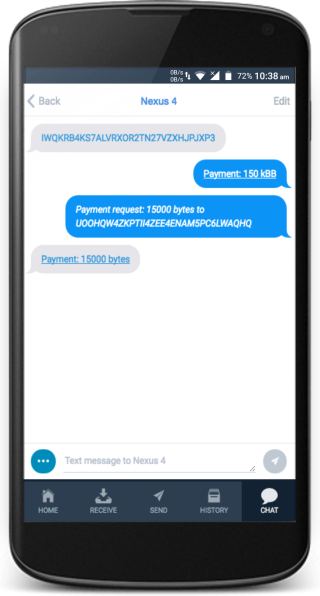 0B/s
0B/s
72% 10:38 am
Back
Nexus 4
Edit
IWQKRB4KS7ALVRXOR2TN27VZXHJPJXP3
Payment: 150 kBB
Payment request: 15000 bytes to
UOOHQW4ZKPTII4ZEE4ENAM5PC6LWAQHQ
Payment: 15000 bytes
Text message to Nexus 4
HOME
RECEIVE
SEND
HISTORY
CHAT